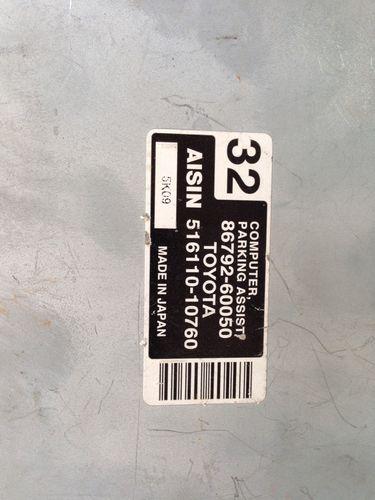 32
COMPUTER,
PARKING ASSIST
86792-60050
TOYOTA
AISIN 516110-10760
5K09
MADE IN JAPAN